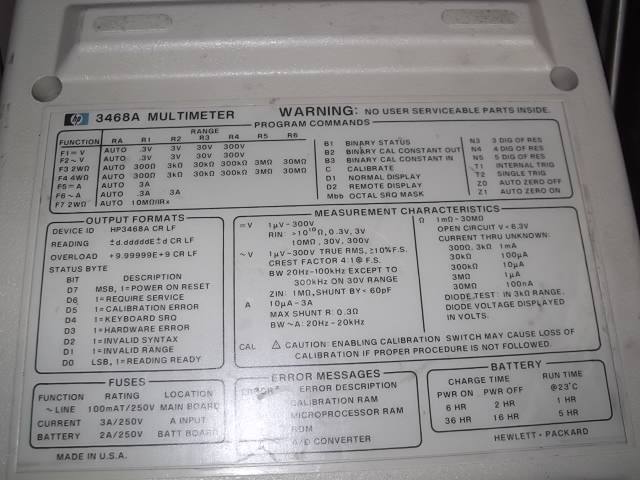 hp 3468A MULTIMETER WARNING: NO USER SERVICEABLE PARTS INSIDE.
PROGRAM COMMANDS
RANGE
FUNCTION RA R1 R2 R3 R4 R5 R6
F1 = V AUTO .3V 3V 30V 300V
F2 ~ V AUTO .3V 3V 30V 300V
F3 2WΩ AUTO 300Ω 3kΩ 30kΩ 300kΩ 3MΩ 30MΩ
F4 4WΩ AUTO 300Ω 3kΩ 30kΩ 300kΩ 3MΩ 30MΩ
F5 = A AUTO 3A
F6 ~ A AUTO .3A 3A
F7 2WΩ AUTO 10MΩ||Rx
B1 BINARY STATUS
B2 BINARY CAL CONSTANT OUT
B3 BINARY CAL CONSTANT IN
C CALIBRATE
D1 NORMAL DISPLAY
D2 REMOTE DISPLAY
Mbb OCTAL SRQ MASK
N3 3 DIG OF RES
N4 4 DIG OF RES
N5 5 DIG OF RES
T1 INTERNAL TRIG
T2 SINGLE TRIG
Z0 AUTO ZERO OFF
Z1 AUTO ZERO ON
OUTPUT FORMATS
DEVICE ID HP3468A CR LF
READING ±d.dddddE±d CR LF
OVERLOAD +9.99999E+9 CR LF
STATUS BYTE
BIT DESCRIPTION
D7 MSB, 1=POWER ON RESET
D6 1=REQUIRE SERVICE
D5 1=CALIBRATION ERROR
D4 1=KEYBOARD SRQ
D3 1=HARDWARE ERROR
D2 1=INVALID SYNTAX
D1 1=INVALID RANGE
D0 LSB, 1=READING READY
MEASUREMENT CHARACTERISTICS
=V 1μV-300V
RIN: >10¹⁰Ω, 0.3V, 3V
10MΩ, 30V, 300V
~V 1μV-300V TRUE RMS, ≥10%F.S.
CREST FACTOR 4:1 @ F.S.
BW 20Hz-100kHz EXCEPT TO
300kHz ON 30V RANGE
ZIN: 1MΩ, SHUNT BY < 60pF
A 10μA-3A
MAX SHUNT R: 0.3Ω
BW ~A: 20Hz-20kHz
Ω 1mΩ-30MΩ
OPEN CIRCUIT V < 6.3V
CURRENT THRU UNKNOWN:
300Ω, 3kΩ 1mA
30kΩ 100μA
300kΩ 10μA
3MΩ 1μA
30MΩ 100nA
DIODE TEST: IN 3kΩ RANGE.
DIODE VOLTAGE DISPLAYED
IN VOLTS.
CAL ⚠ CAUTION: ENABLING CALIBRATION SWITCH MAY CAUSE LOSS OF
CALIBRATION IF PROPER PROCEDURE IS NOT FOLLOWED.
FUSES
FUNCTION RATING LOCATION
~ LINE 100mAT/250V MAIN BOARD
CURRENT 3A/250V A INPUT
BATTERY 2A/250V BATT BOARD
ERROR MESSAGES
ERROR DESCRIPTION
CALIBRATION RAM
MICROPROCESSOR RAM
ROM
A/D CONVERTER
BATTERY
CHARGE TIME RUN TIME
PWR ON PWR OFF @23°C
6 HR 2 HR 1 HR
36 HR 16 HR 5 HR
MADE IN U.S.A.
HEWLETT • PACKARD